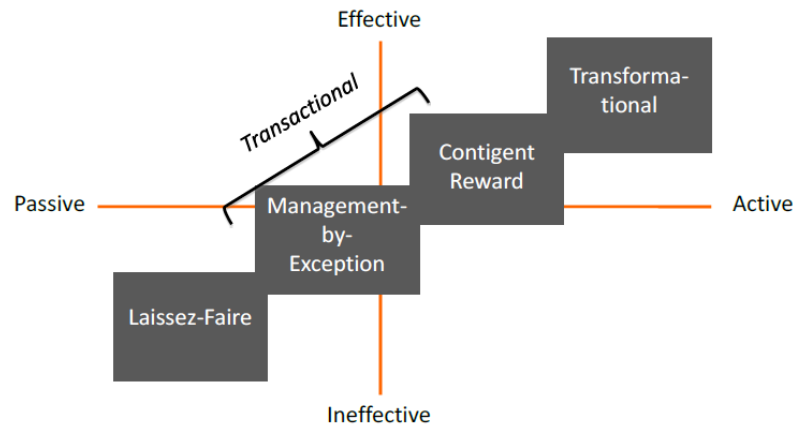 Effective
Transforma-
tional
Transactional
Contigent
Reward
Passive
Active
Management-
by-
Exception
Laissez-Faire
Ineffective